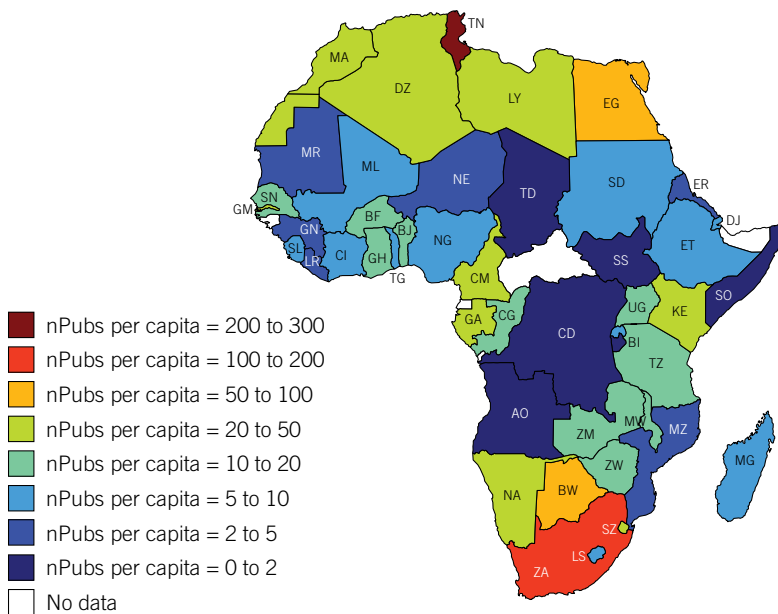 TN
MA
DZ
LY
EG
MR
ML
NE
TD
SD
ER
SN
GM
BF
BJ
DJ
GN
NG
ET
SL
CI
GH
SS
LR
TG
CM
SO
UG
KE
GA
CG
CD
BI
TZ
AO
MW
ZM
MZ
ZW
MG
NA
BW
SZ
LS
ZA
nPubs per capita = 200 to 300
nPubs per capita = 100 to 200
nPubs per capita = 50 to 100
nPubs per capita = 20 to 50
nPubs per capita = 10 to 20
nPubs per capita = 5 to 10
nPubs per capita = 2 to 5
nPubs per capita = 0 to 2
No data